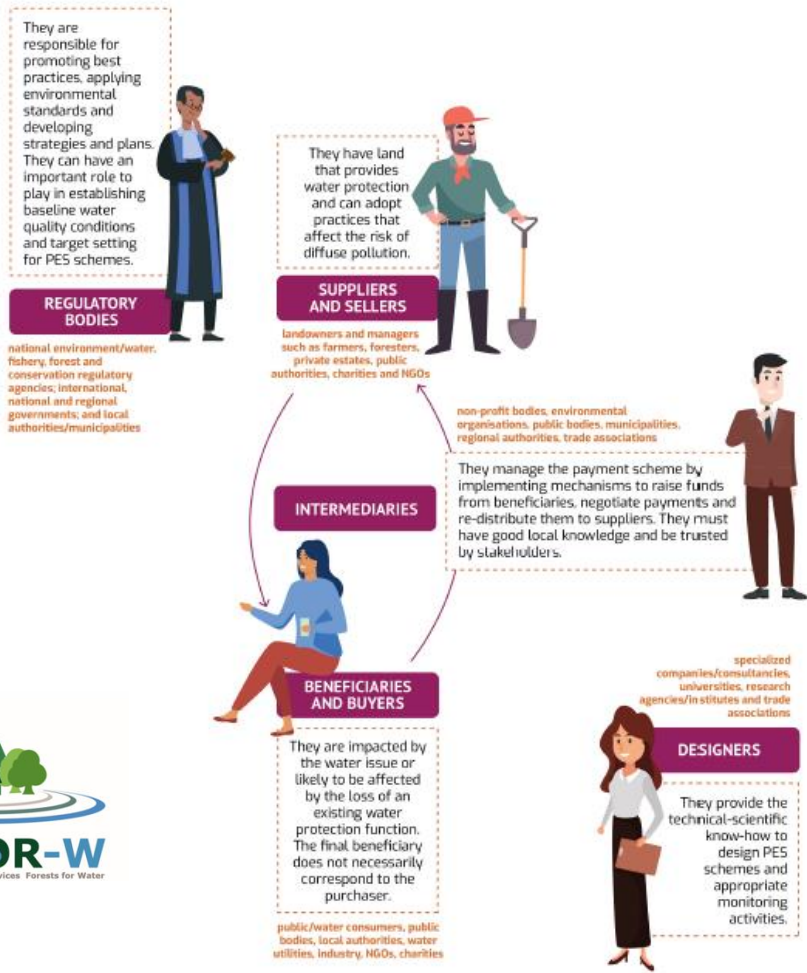 They are
responsible for
promoting best
practices, applying
environmental
standards and
developing
strategies and plans.
They can have an
important role to
play in establishing
baseline water
quality conditions
and target setting
for PES schemes.
REGULATORY
BODIES
national environment/water,
fishery, forest and
conservation regulatory
agencies; international,
national and regional
governments; and local
authorities/municipalities
They have land
that provides
water protection
and can adopt
practices that
affect the risk of
diffuse pollution.
SUPPLIERS
AND SELLERS
landowners and managers
such as farmers, foresters,
private estates, public
authorities, charities and NGOs
non-profit bodies, environmental
organisations, public bodies, municipalities,
regional authorities, trade associations
They manage the payment scheme by
implementing mechanisms to raise funds
from beneficiaries, negotiate payments and
re-distribute them to suppliers. They must
have good local knowledge and be trusted
by stakeholders.
INTERMEDIARIES
BENEFICIARIES
AND BUYERS
They are impacted by
the water issue or
likely to be affected
by the loss of an
existing water
protection function.
The final beneficiary
does not necessarily
correspond to the
purchaser.
public/water consumers, public
bodies, local authorities, water
utilities, industry, NGOs, charities
specialized
companies/consultancies,
universities, research
agencies/institutes and trade
associations
DESIGNERS
They provide the
technical-scientific
know-how to
design PES
schemes and
appropriate
monitoring
activities.
OR-W
vices Forests for Water